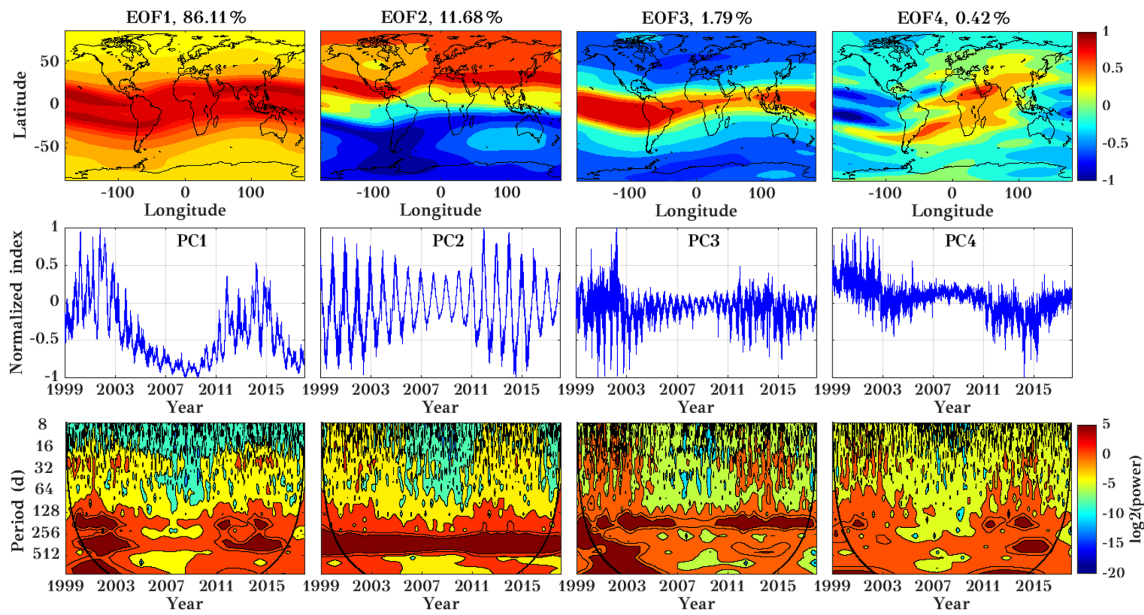 EOF1, 86.11% EOF2, 11.68% EOF3, 1.79% EOF4, 0.42%
Latitude
50
0
-50
1
0.5
0
-0.5
-1
-100 0 100 -100 0 100 -100 0 100 -100 0 100
Longitude Longitude Longitude Longitude
Normalized index
1
0.5
0
-0.5
-1
PC1 PC2 PC3 PC4
1999 2003 2007 2011 2015 1999 2003 2007 2011 2015 1999 2003 2007 2011 2015 1999 2003 2007 2011 2015
Year Year Year Year
Period (d)
8
16
32
64
128
256
512
5
0
-5
-10
-15
-20
log2(power)
1999 2003 2007 2011 2015 1999 2003 2007 2011 2015 1999 2003 2007 2011 2015 1999 2003 2007 2011 2015
Year Year Year Year